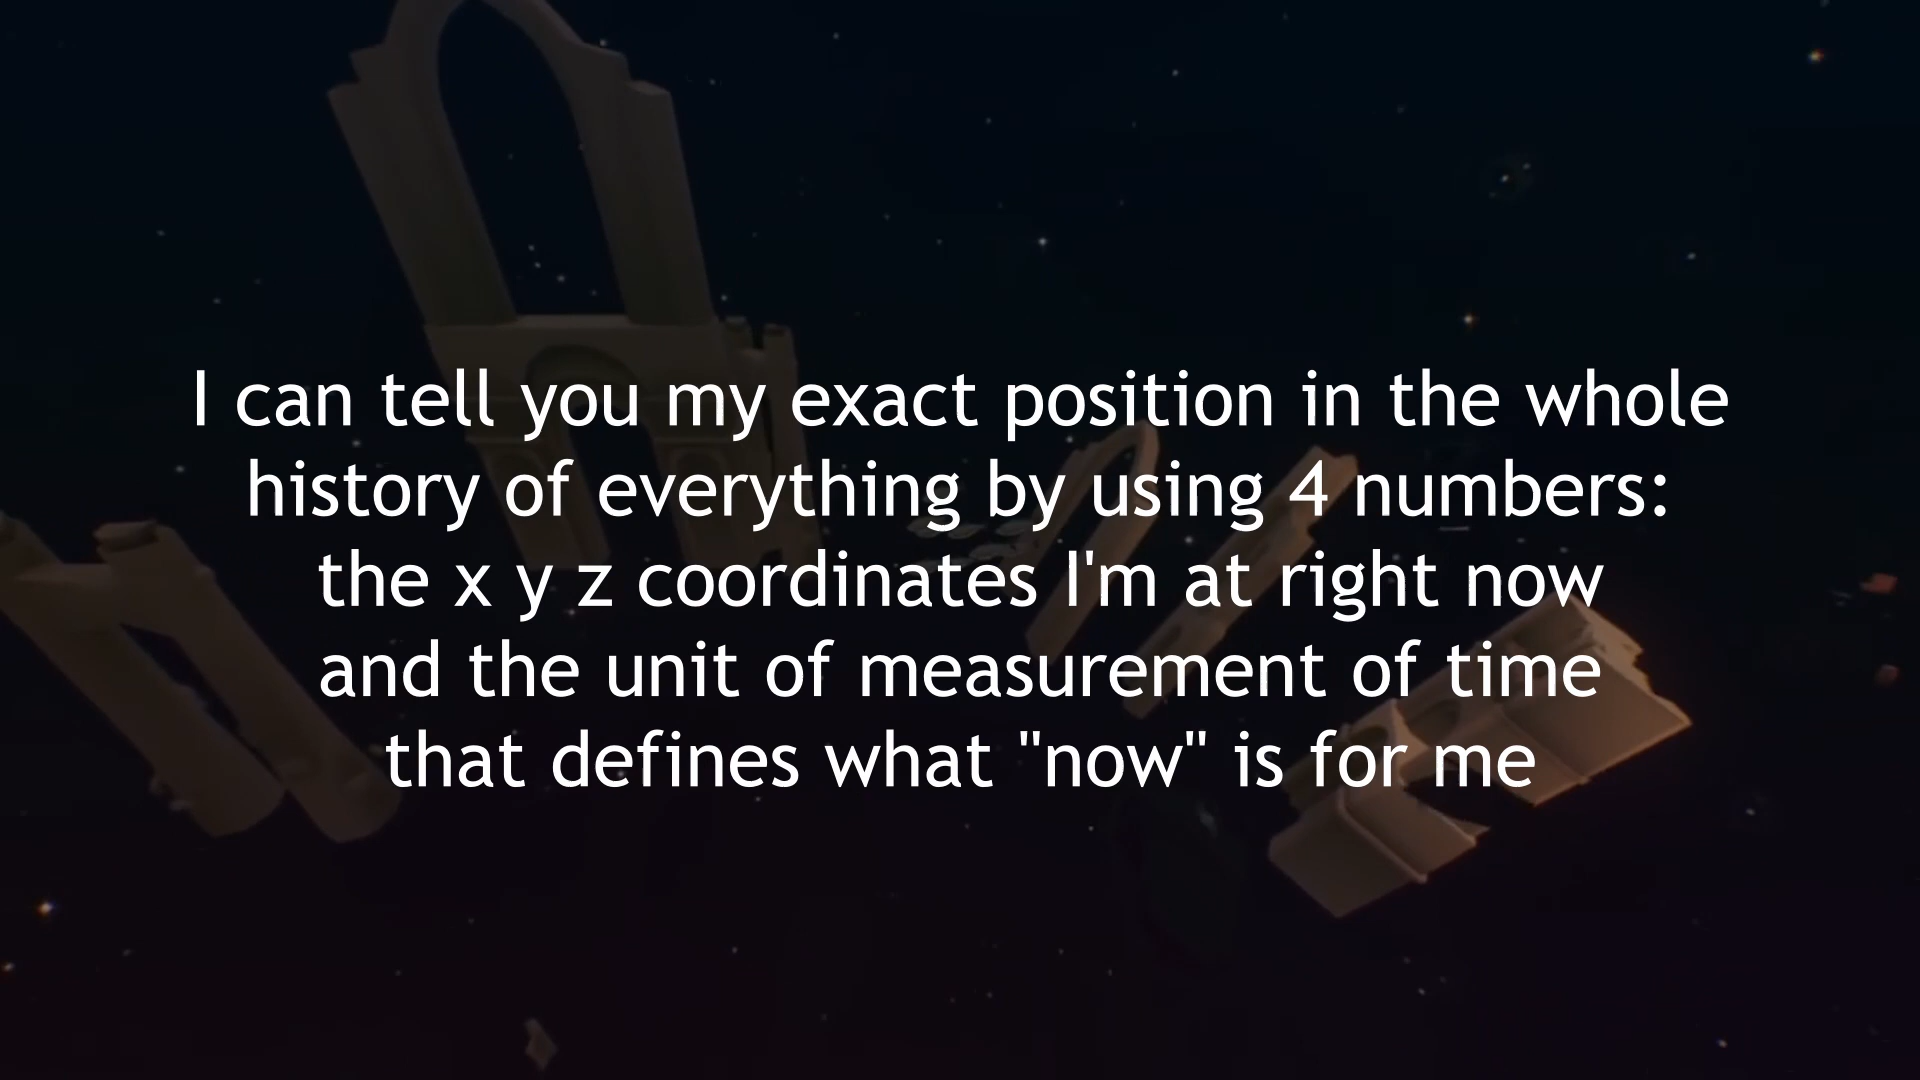 I can tell you my exact position in the whole
history of everything by using 4 numbers:
the x y z coordinates I'm at right now
and the unit of measurement of time
that defines what "now" is for me